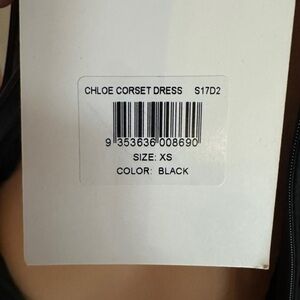 CHLOE CORSET DRESS S17D2
9 353636 008690
SIZE: XS
COLOR: BLACK